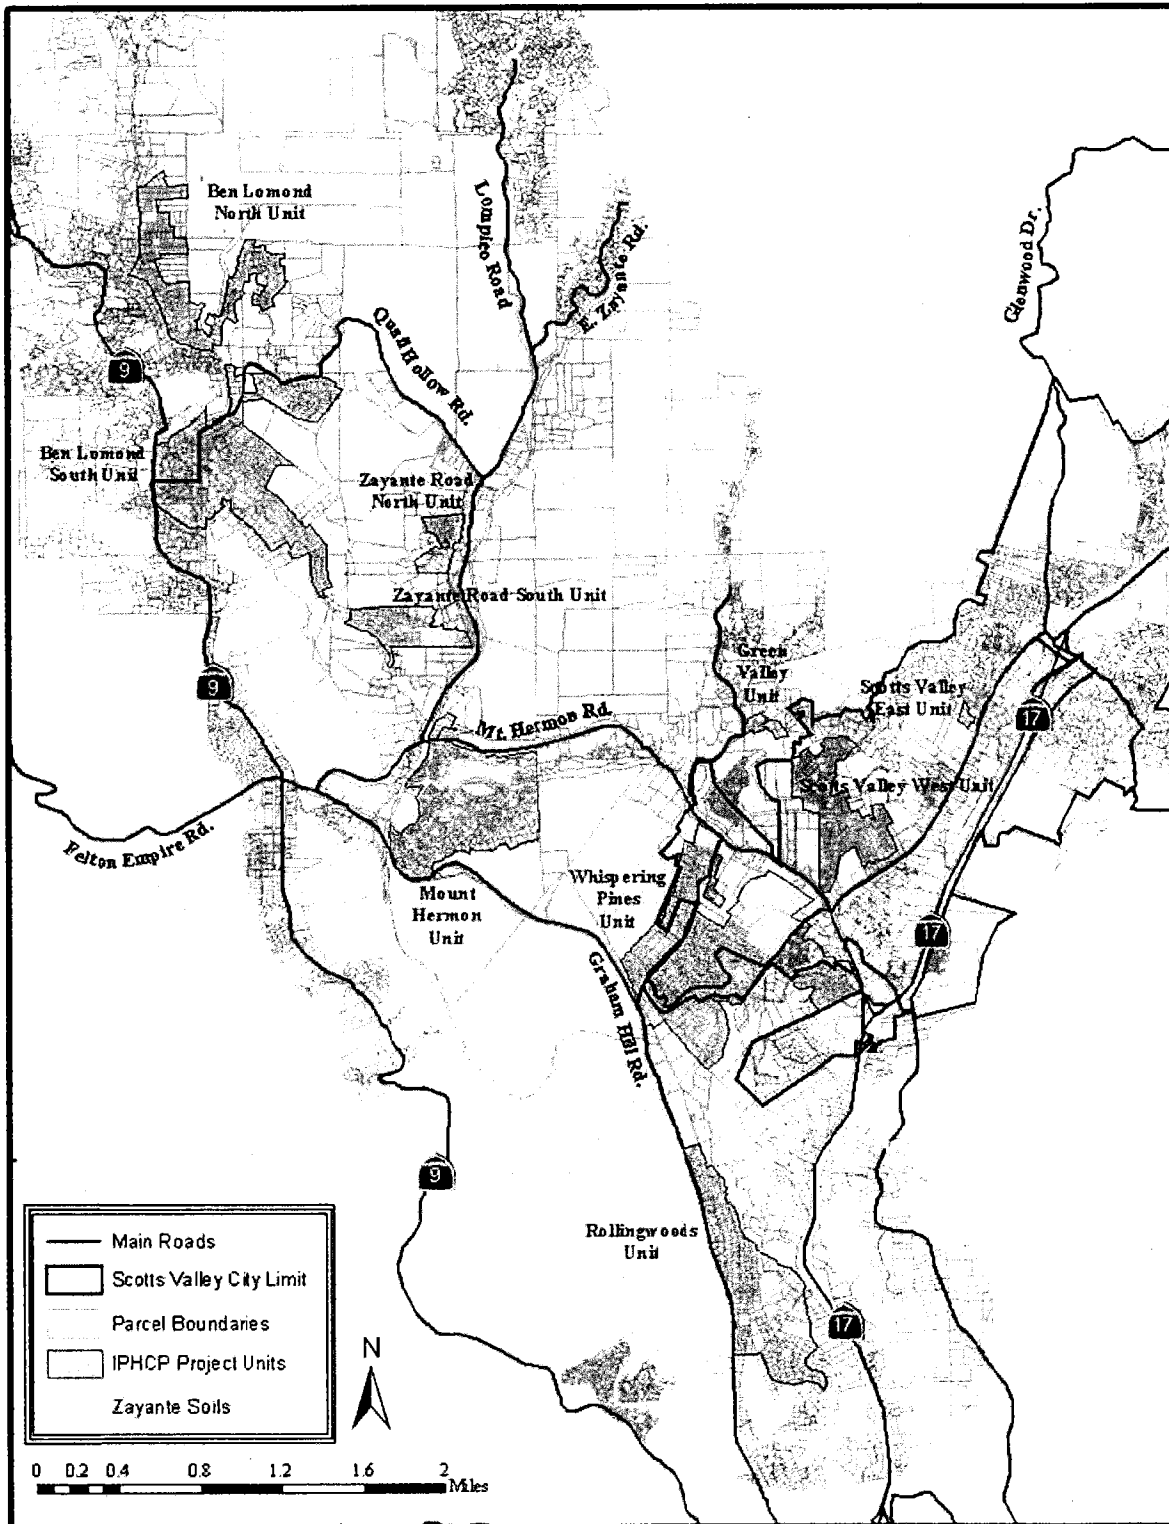 Ben Lomond
North Unit
Lompico Road
E. Zayante Rd.
Glenwood Dr.
Quail Hollow Rd.
9
Ben Lomond
South Unit
Zayante Road
North Unit
Zayante Road South Unit
Green
Valley
Unit
Scotts Valley
East Unit
9
17
Mt. Hermon Rd.
Scotts Valley West Unit
Felton Empire Rd.
Mount
Hermon
Unit
Whispering
Pines
Unit
17
Graham Hill Rd.
9
Rollingwoods
Unit
17
Main Roads
Scotts Valley City Limit
Parcel Boundaries
IPHCP Project Units
Zayante Soils
N
0 0.2 0.4 0.8 1.2 1.6 2
Miles